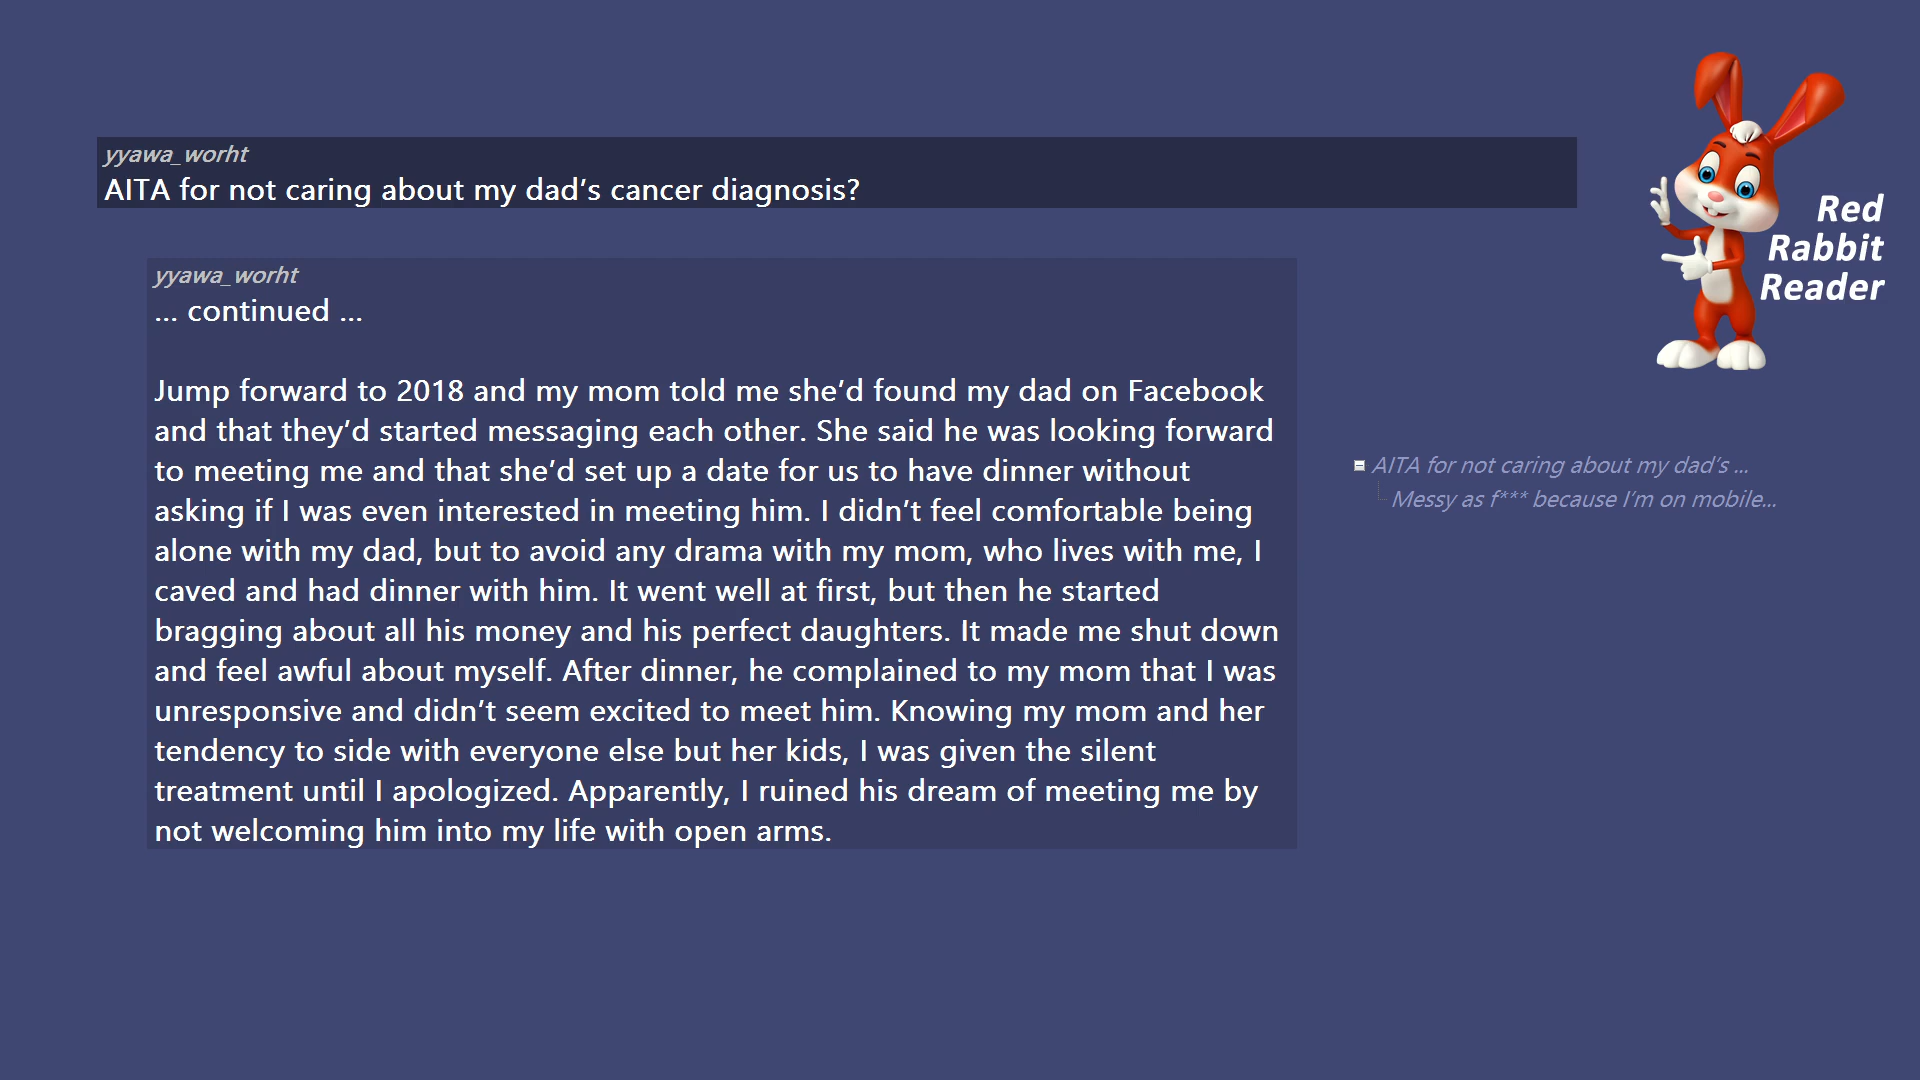 yyawa_worht
AITA for not caring about my dad’s cancer diagnosis?
yyawa_worht
... continued ...
Jump forward to 2018 and my mom told me she’d found my dad on Facebook
and that they’d started messaging each other. She said he was looking forward
to meeting me and that she’d set up a date for us to have dinner without
asking if I was even interested in meeting him. I didn’t feel comfortable being
alone with my dad, but to avoid any drama with my mom, who lives with me, I
caved and had dinner with him. It went well at first, but then he started
bragging about all his money and his perfect daughters. It made me shut down
and feel awful about myself. After dinner, he complained to my mom that I was
unresponsive and didn’t seem excited to meet him. Knowing my mom and her
tendency to side with everyone else but her kids, I was given the silent
treatment until I apologized. Apparently, I ruined his dream of meeting me by
not welcoming him into my life with open arms.
Red
Rabbit
Reader
AITA for not caring about my dad’s ...
Messy as f*** because I’m on mobile...